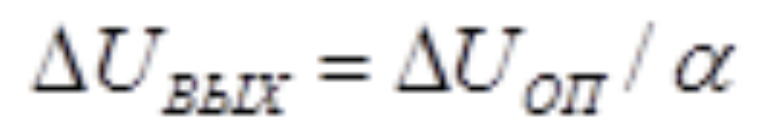 ΔU_ВЫХ = ΔU_ОП / α